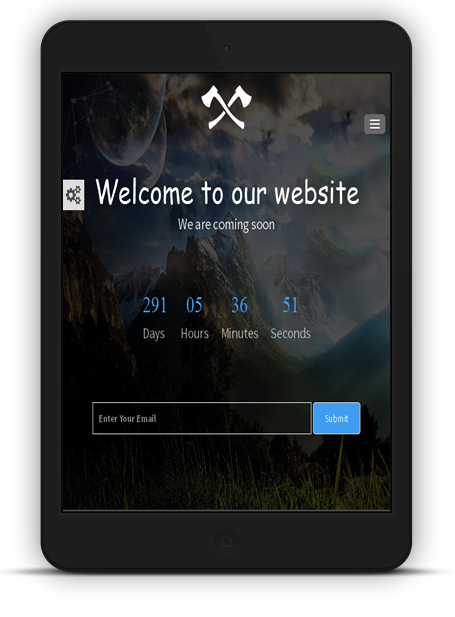 Welcome to our website
We are coming soon
291 05 36 51
Days Hours Minutes Seconds
Enter Your Email Submit